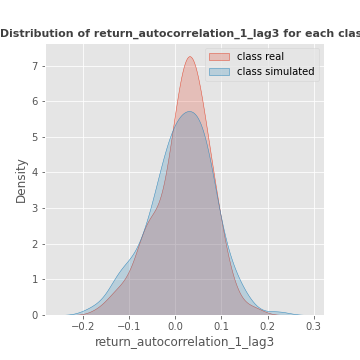 Distribution of return_autocorrelation_1_lag3 for each clas
class real
class simulated
7
6
5
4
3
2
1
0
Density
−0.2 −0.1 0.0 0.1 0.2 0.3
return_autocorrelation_1_lag3